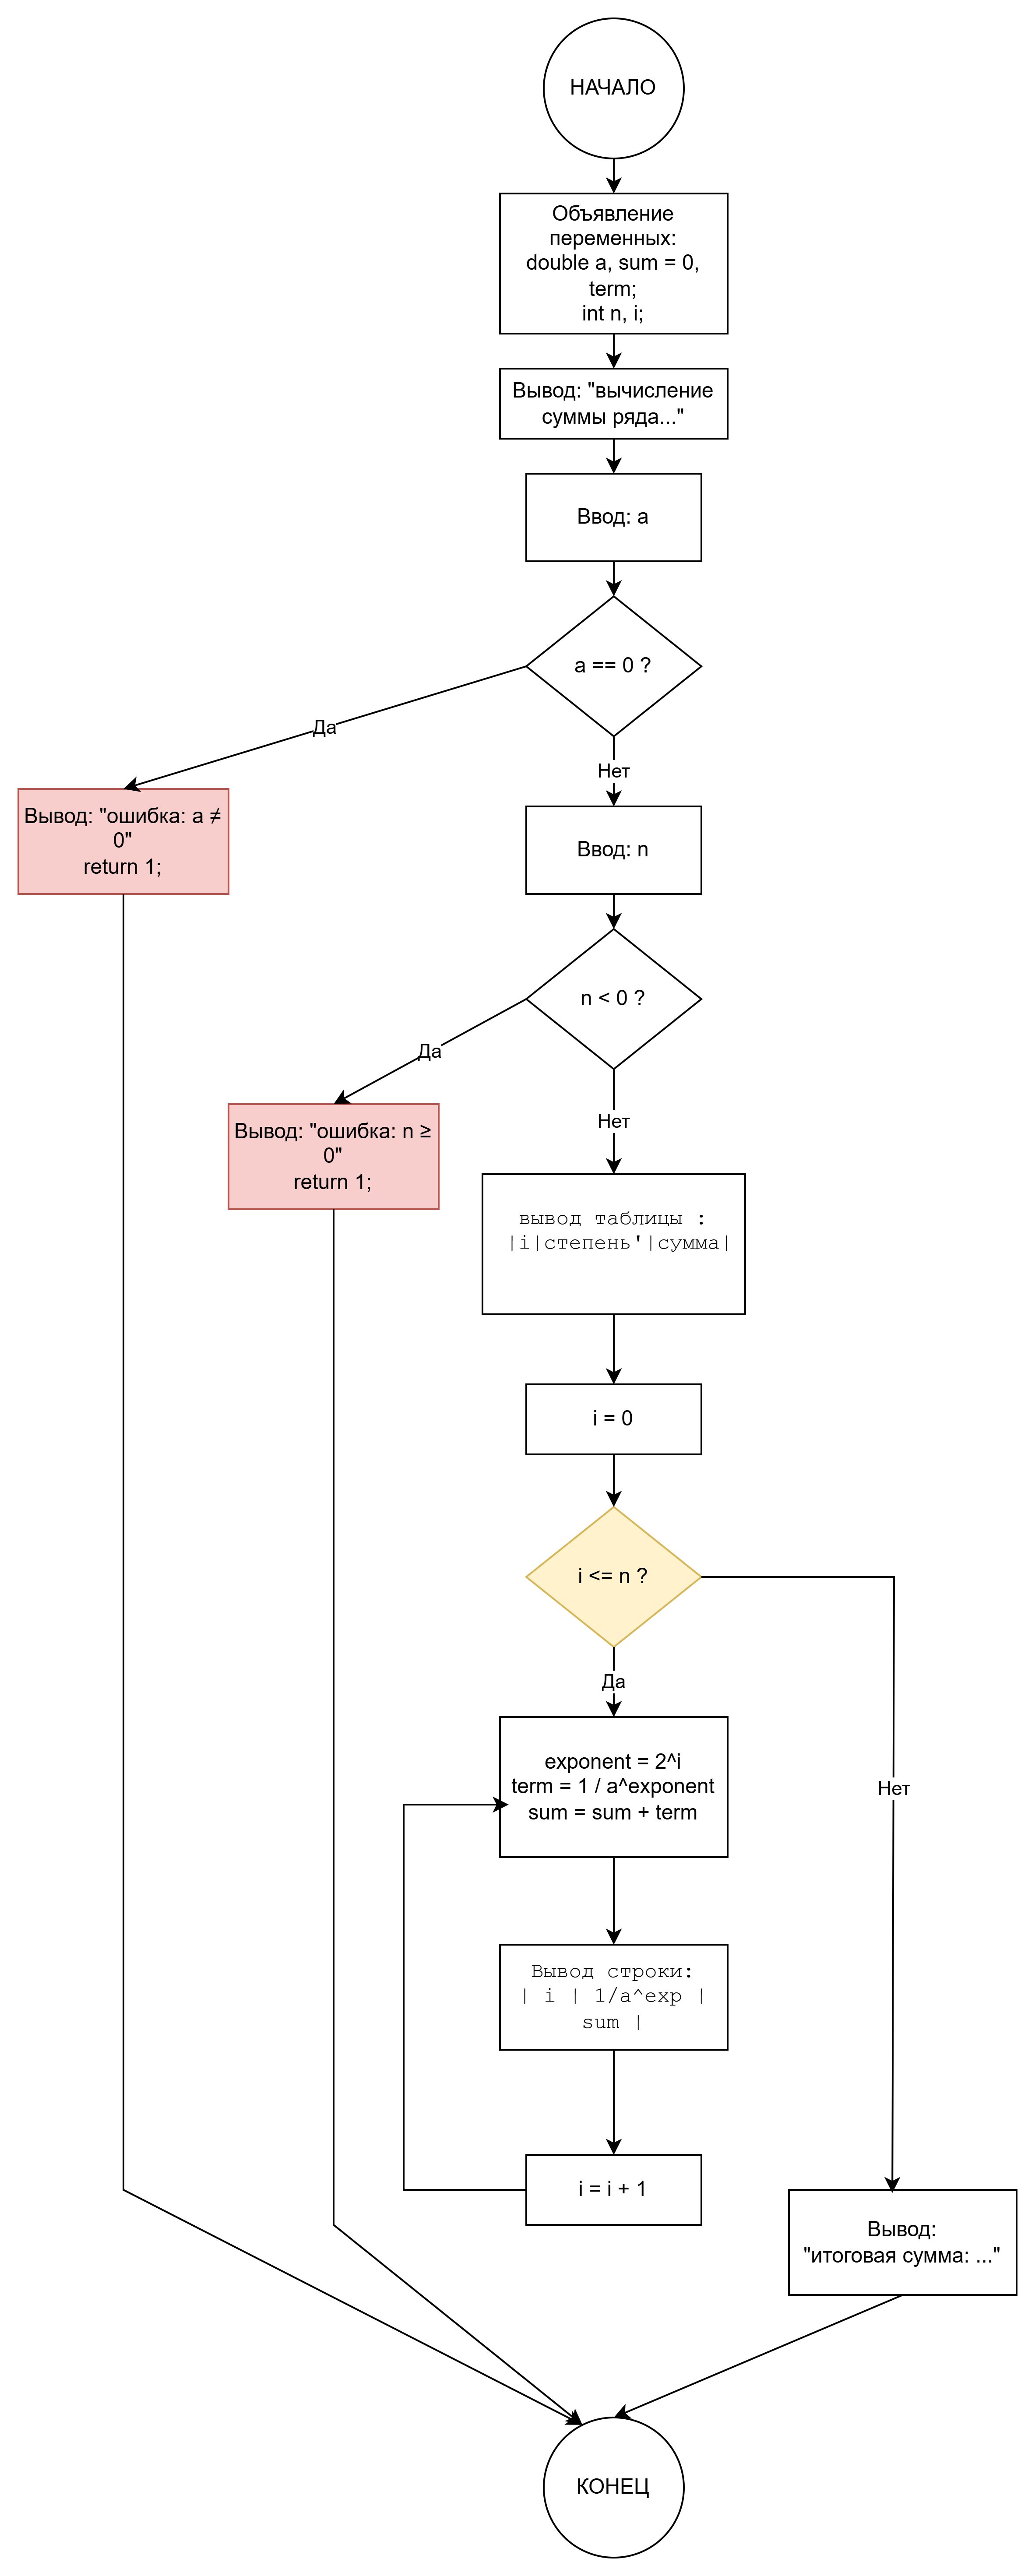 НАЧАЛО
Объявление
переменных:
double a, sum = 0,
term;
int n, i;
Вывод: "вычисление
суммы ряда..."
Ввод: a
a == 0 ?
Да
Нет
Вывод: "ошибка: a ≠
0"
return 1;
Ввод: n
n < 0 ?
Да
Нет
Вывод: "ошибка: n ≥
0"
return 1;
вывод таблицы :
|i|степень'|сумма|
i = 0
i <= n ?
Да
Нет
exponent = 2^i
term = 1 / a^exponent
sum = sum + term
Вывод строки:
| i | 1/a^exp |
sum |
i = i + 1
Вывод:
"итоговая сумма: ..."
КОНЕЦ